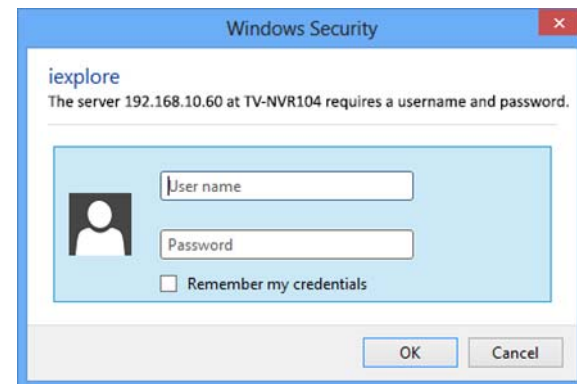 Windows Security
iexplore
The server 192.168.10.60 at TV-NVR104 requires a username and password.
User name
Password
Remember my credentials
OK
Cancel